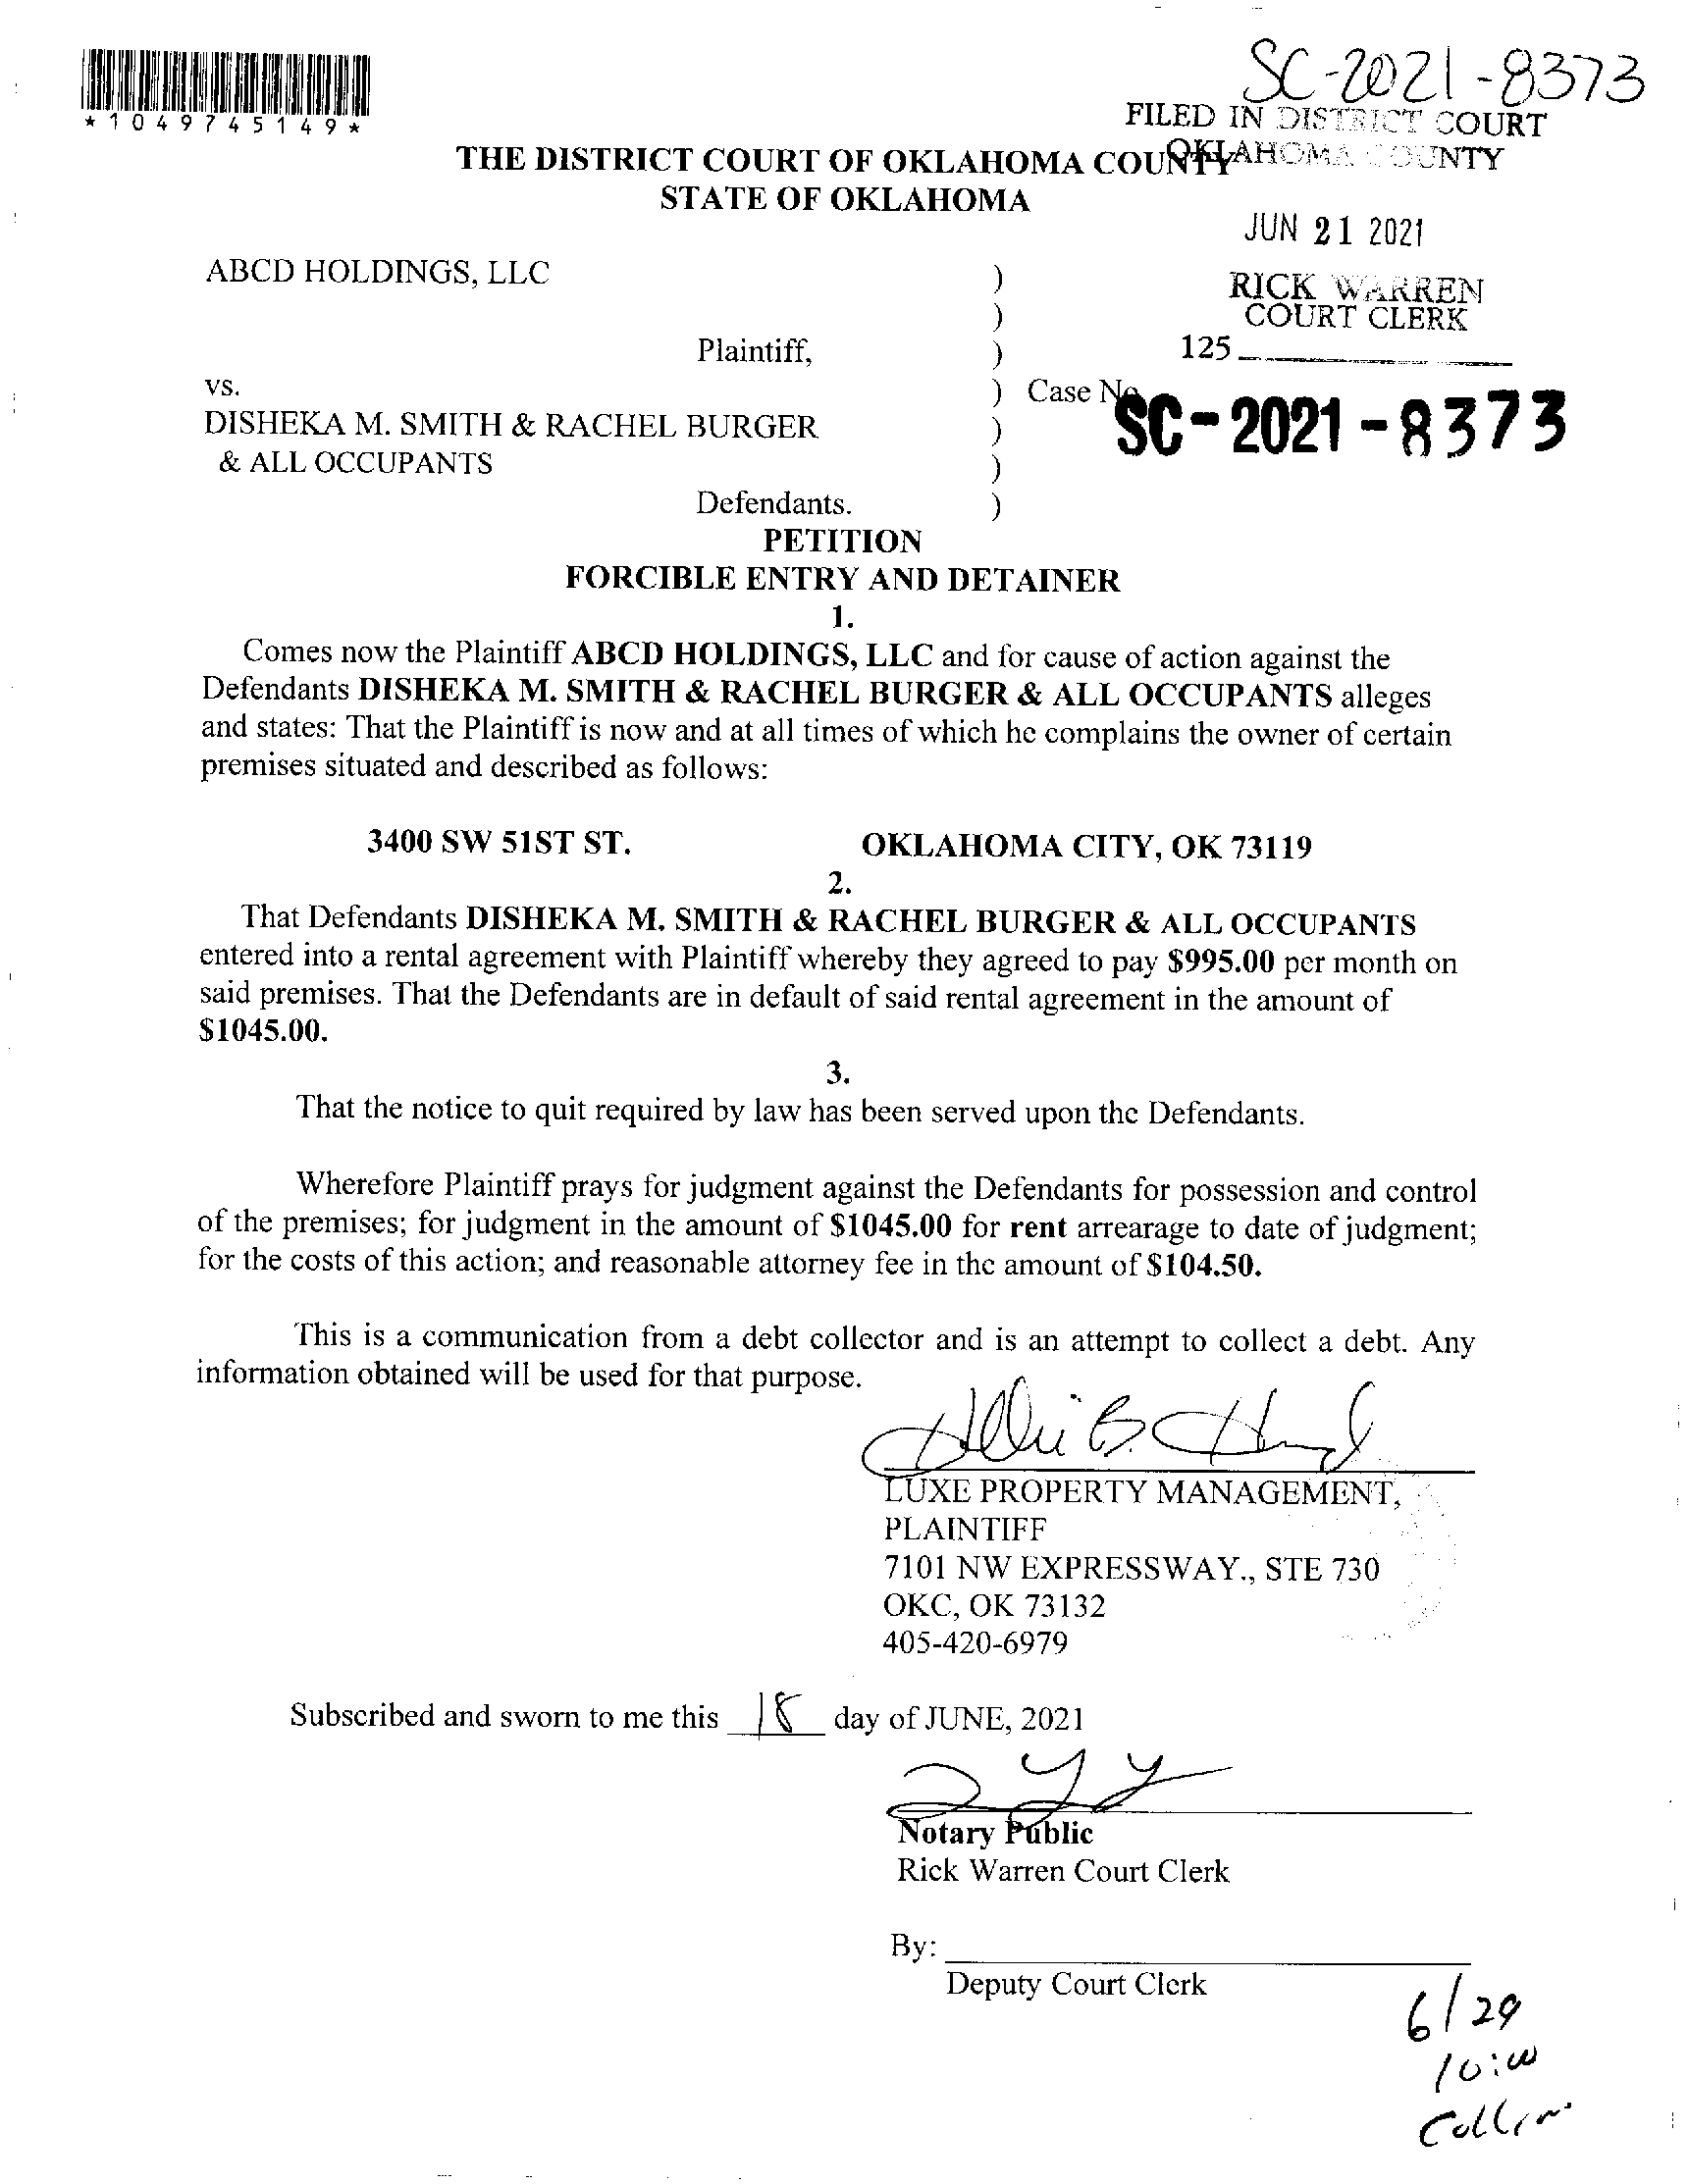 SC-2021-8373
*1049745149*
FILED IN DISTRICT COURT
OKLAHOMA COUNTY
THE DISTRICT COURT OF OKLAHOMA COUNTY
STATE OF OKLAHOMA
JUN 21 2021
ABCD HOLDINGS, LLC )
RICK WARREN
COURT CLERK
)
Plaintiff, )
125
vs. ) Case No.
SC-2021-8373
DISHEKA M. SMITH & RACHEL BURGER )
& ALL OCCUPANTS )
Defendants. )
PETITION
FORCIBLE ENTRY AND DETAINER
1.
Comes now the Plaintiff ABCD HOLDINGS, LLC and for cause of action against the
Defendants DISHEKA M. SMITH & RACHEL BURGER & ALL OCCUPANTS alleges
and states: That the Plaintiff is now and at all times of which he complains the owner of certain
premises situated and described as follows:
3400 SW 51ST ST. OKLAHOMA CITY, OK 73119
2.
That Defendants DISHEKA M. SMITH & RACHEL BURGER & ALL OCCUPANTS
entered into a rental agreement with Plaintiff whereby they agreed to pay $995.00 per month on
said premises. That the Defendants are in default of said rental agreement in the amount of
$1045.00.
3.
That the notice to quit required by law has been served upon the Defendants.
Wherefore Plaintiff prays for judgment against the Defendants for possession and control
of the premises; for judgment in the amount of $1045.00 for rent arrearage to date of judgment;
for the costs of this action; and reasonable attorney fee in the amount of $104.50.
This is a communication from a debt collector and is an attempt to collect a debt. Any
information obtained will be used for that purpose.
LUXE PROPERTY MANAGEMENT,
PLAINTIFF
7101 NW EXPRESSWAY., STE 730
OKC, OK 73132
405-420-6979
Subscribed and sworn to me this 18 day of JUNE, 2021
Notary Public
Rick Warren Court Clerk
By:
Deputy Court Clerk
6/29
10:00